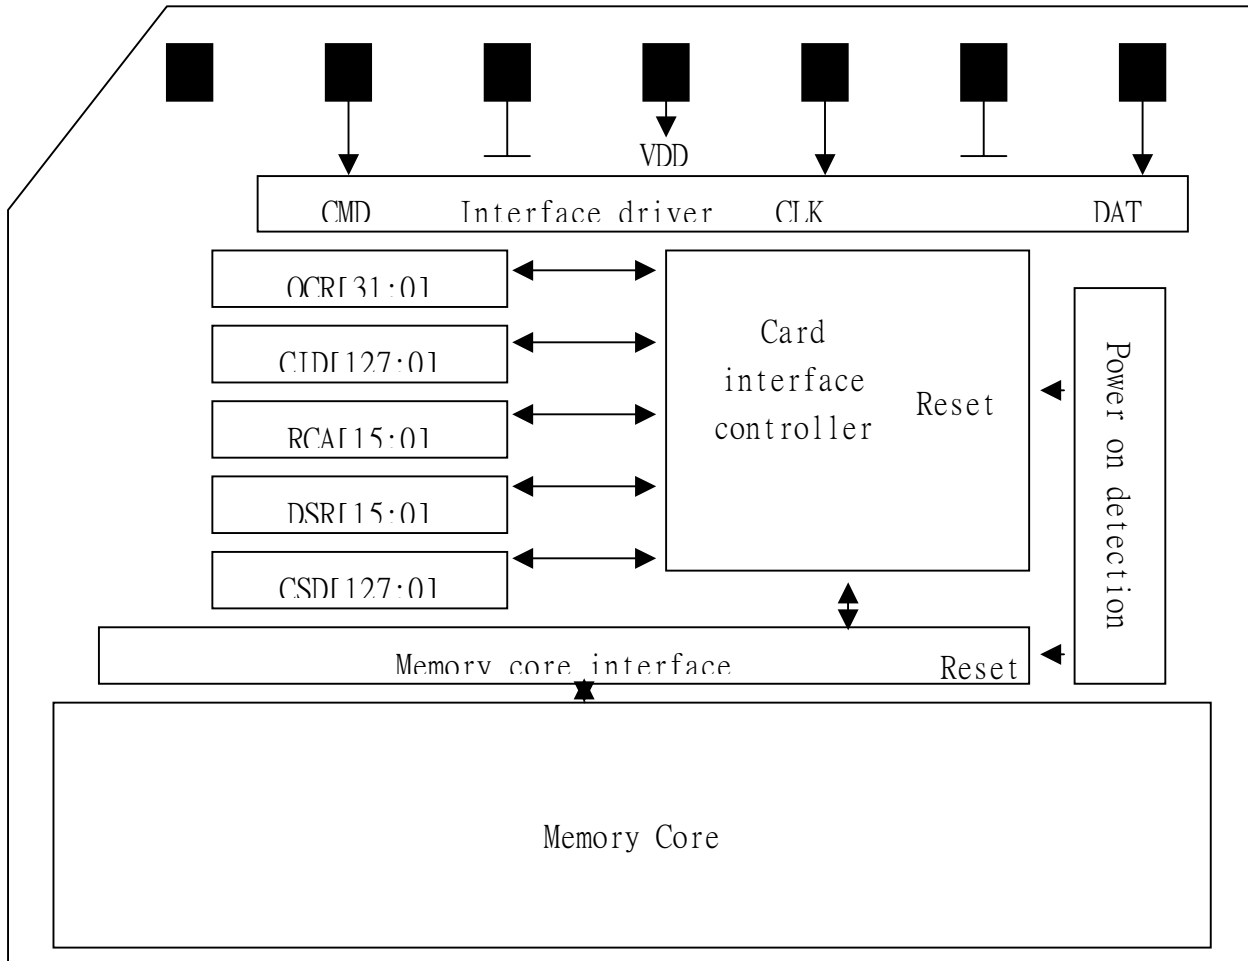 VDD
CMD Interface driver CLK DAT
OCR[31:0]
CID[127:0]
RCA[15:0]
DSR[15:0]
CSD[127:0]
Card
interface
controller
Reset
Power on detection
Memory core interface
Reset
Memory Core